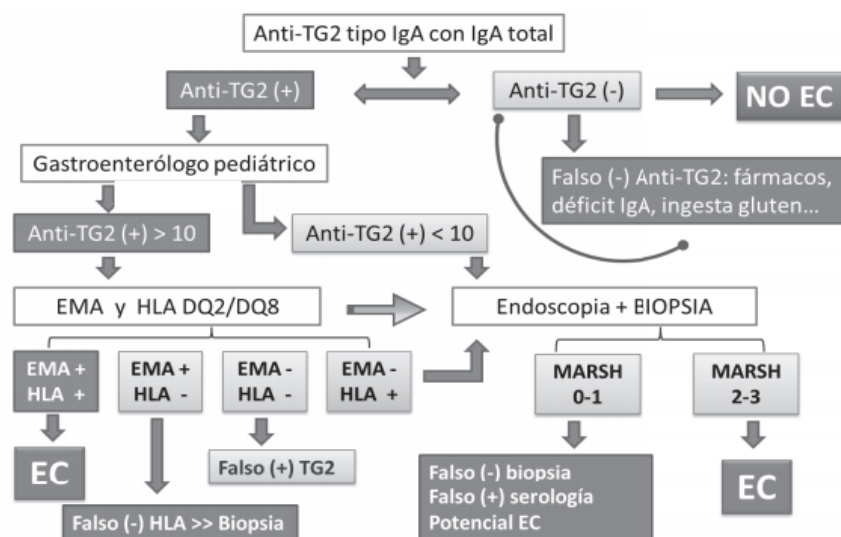 Anti-TG2 tipo IgA con IgA total
Anti-TG2 (+)
Anti-TG2 (-)
NO EC
Gastroenterólogo pediátrico
Falso (-) Anti-TG2: fármacos,
déficit IgA, ingesta gluten...
Anti-TG2 (+) > 10
Anti-TG2 (+) < 10
EMA y HLA DQ2/DQ8
Endoscopia + BIOPSIA
EMA +
HLA +
EMA +
HLA -
EMA -
HLA -
EMA -
HLA +
MARSH
0-1
MARSH
2-3
EC
Falso (+) TG2
Falso (-) HLA >> Biopsia
Falso (-) biopsia
Falso (+) serología
Potencial EC
EC